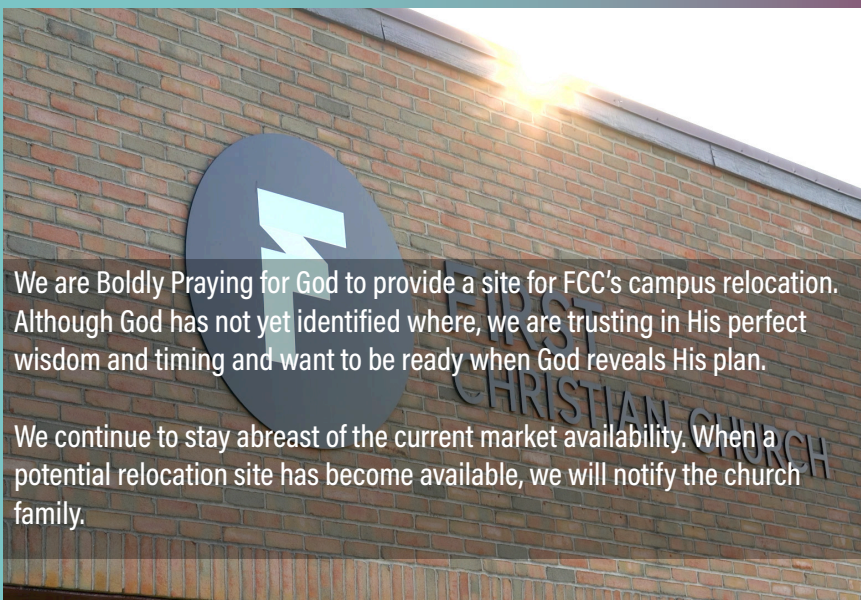 We are Boldly Praying for God to provide a site for FCC's campus relocation.
Although God has not yet identified where, we are trusting in His perfect
wisdom and timing and want to be ready when God reveals His plan.
We continue to stay abreast of the current market availability. When a
potential relocation site has become available, we will notify the church
family.
FIRST
CHRISTIAN CHURCH